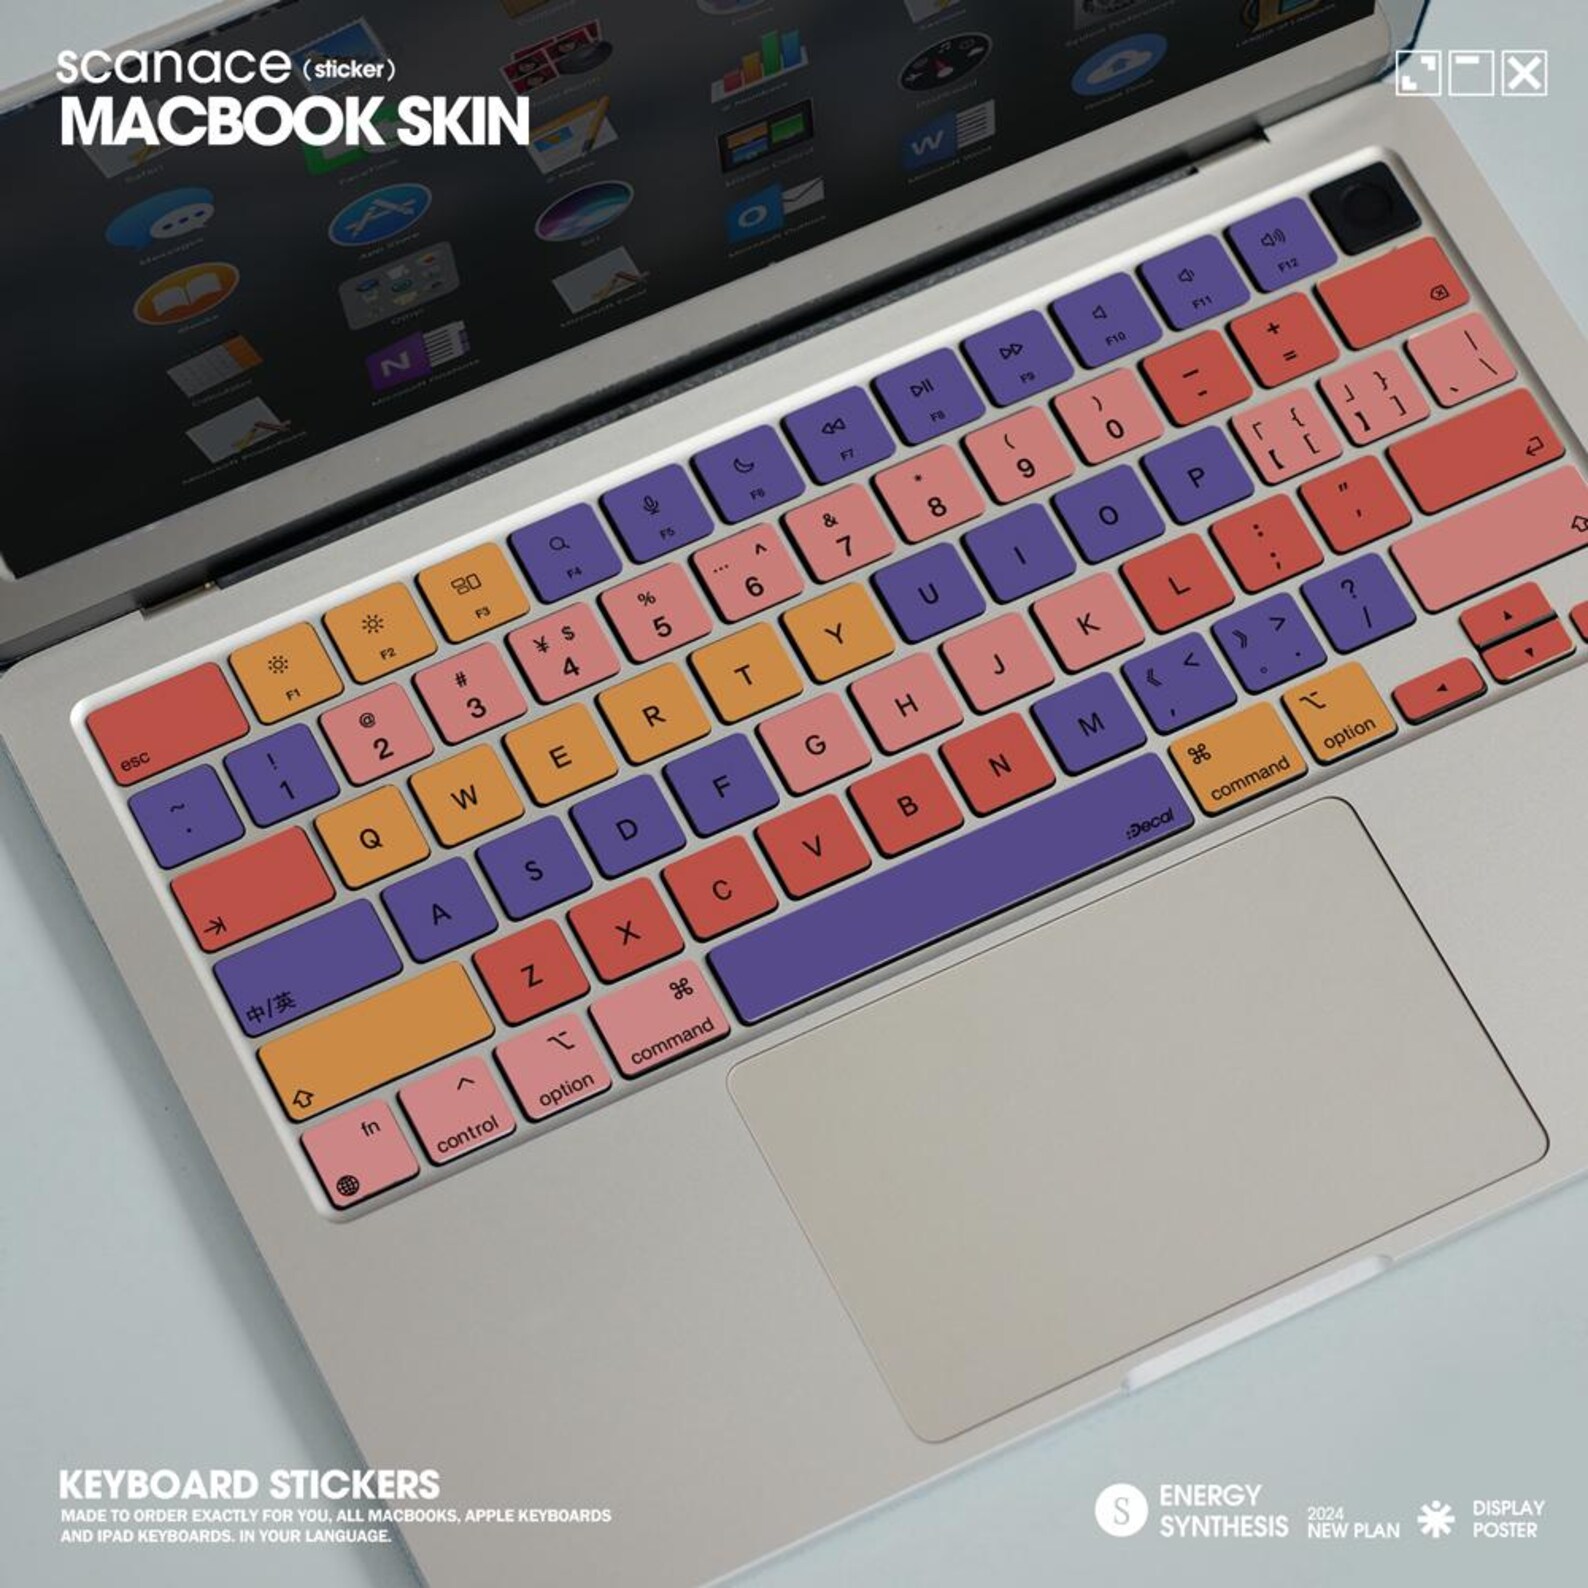 scanace (sticker)
MACBOOK SKIN
esc
F1
F2
F3
F4
F5
F6
F7
F8
F9
F10
F11
F12
~ ·
! 1
@ 2
# 3
¥ $ 4
% 5
… ^ 6
& 7
* 8
( 9
) 0
— -
+ =
Q
W
E
R
T
Y
U
I
O
P
「 { 【 [
」 } 】 ]
| 、 \
中/英
A
S
D
F
G
H
J
K
L
: ;
" '
Z
X
C
V
B
N
M
《 < ,
》 > 。 .
? /
fn
control
option
command
:Decal
command
option
KEYBOARD STICKERS
MADE TO ORDER EXACTLY FOR YOU, ALL MACBOOKS, APPLE KEYBOARDS
AND IPAD KEYBOARDS. IN YOUR LANGUAGE.
S
ENERGY
SYNTHESIS
2024
NEW PLAN
DISPLAY
POSTER